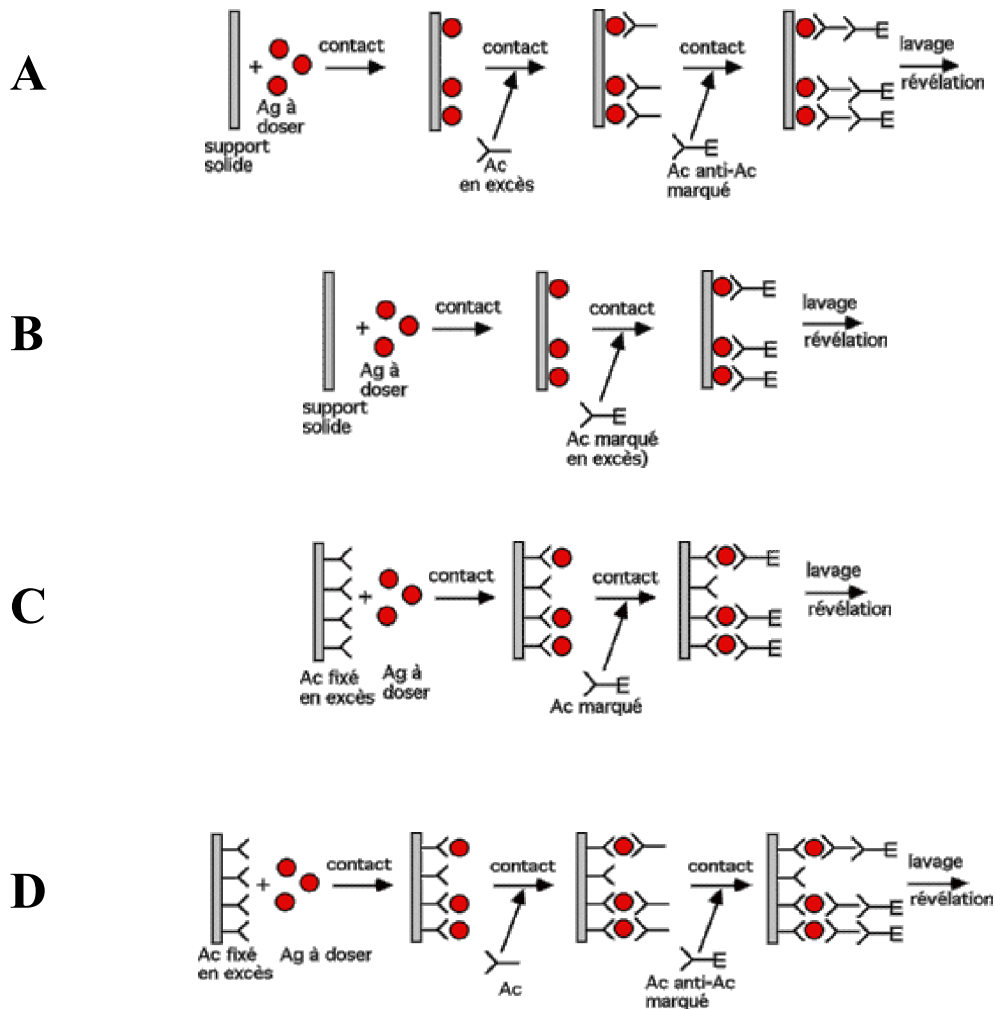 A
support
solide
+
Ag à
doser
contact
contact
Ac
en excès
contact
Ac anti-Ac
marqué
lavage
révélation
B
support
solide
+
Ag à
doser
contact
contact
Ac marqué
en excès)
lavage
révélation
C
Ac fixé
en excès
+
Ag à
doser
contact
contact
Ac marqué
lavage
révélation
D
Ac fixé
en excès
+
Ag à doser
contact
contact
Ac
contact
Ac anti-Ac
marqué
lavage
révélation